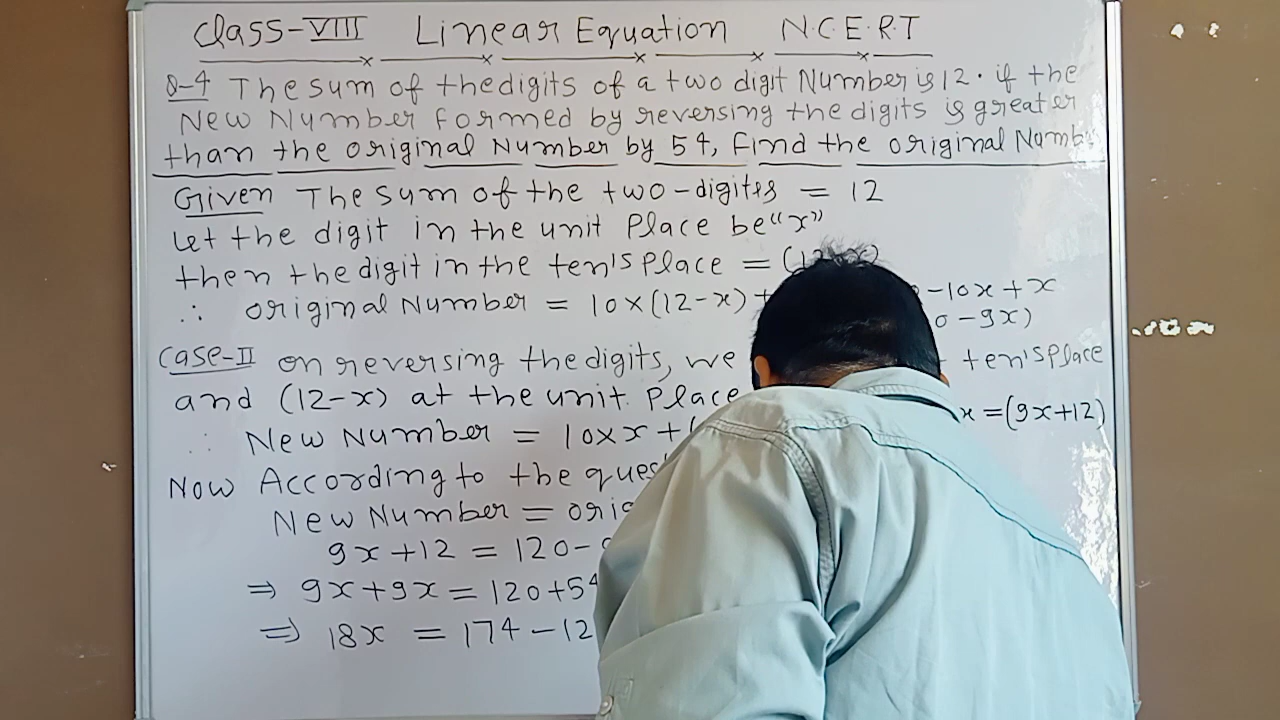 Class-VIII Linear Equation N.C.E.R.T
Q-4 The sum of the digits of a two digit Number is 12. if the
New Number formed by reversing the digits is greater
than the original Number by 54, Find the original Numb
Given The sum of the two-digites = 12
Let the digit in the unit Place be "x"
then the digit in the ten's Place =
∴ original Number = 10×(12-x)+ -10x+x
0-9x)
Case-II on reversing the digits, we ten's Place
and (12-x) at the unit. Place
x=(9x+12)
∴ New Number = 10xx+(
Now According to the ques
New Number = orig
9x+12 = 120-
⇒ 9x+9x = 120+54
⇒ 18x = 174-12